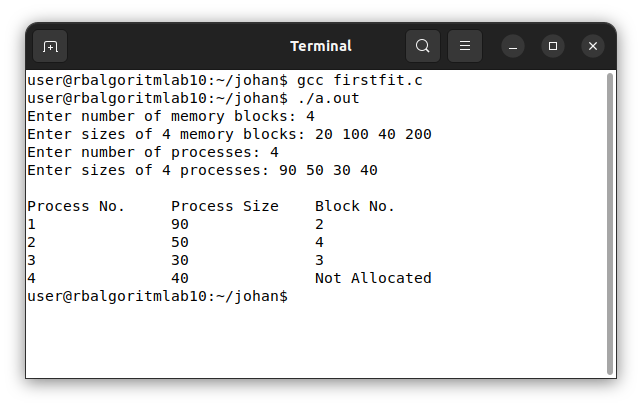 Terminal
user@rbalgoritmlab10:~/johan$ gcc firstfit.c
user@rbalgoritmlab10:~/johan$ ./a.out
Enter number of memory blocks: 4
Enter sizes of 4 memory blocks: 20 100 40 200
Enter number of processes: 4
Enter sizes of 4 processes: 90 50 30 40

Process No.     Process Size    Block No.
1               90              2
2               50              4
3               30              3
4               40              Not Allocated
user@rbalgoritmlab10:~/johan$